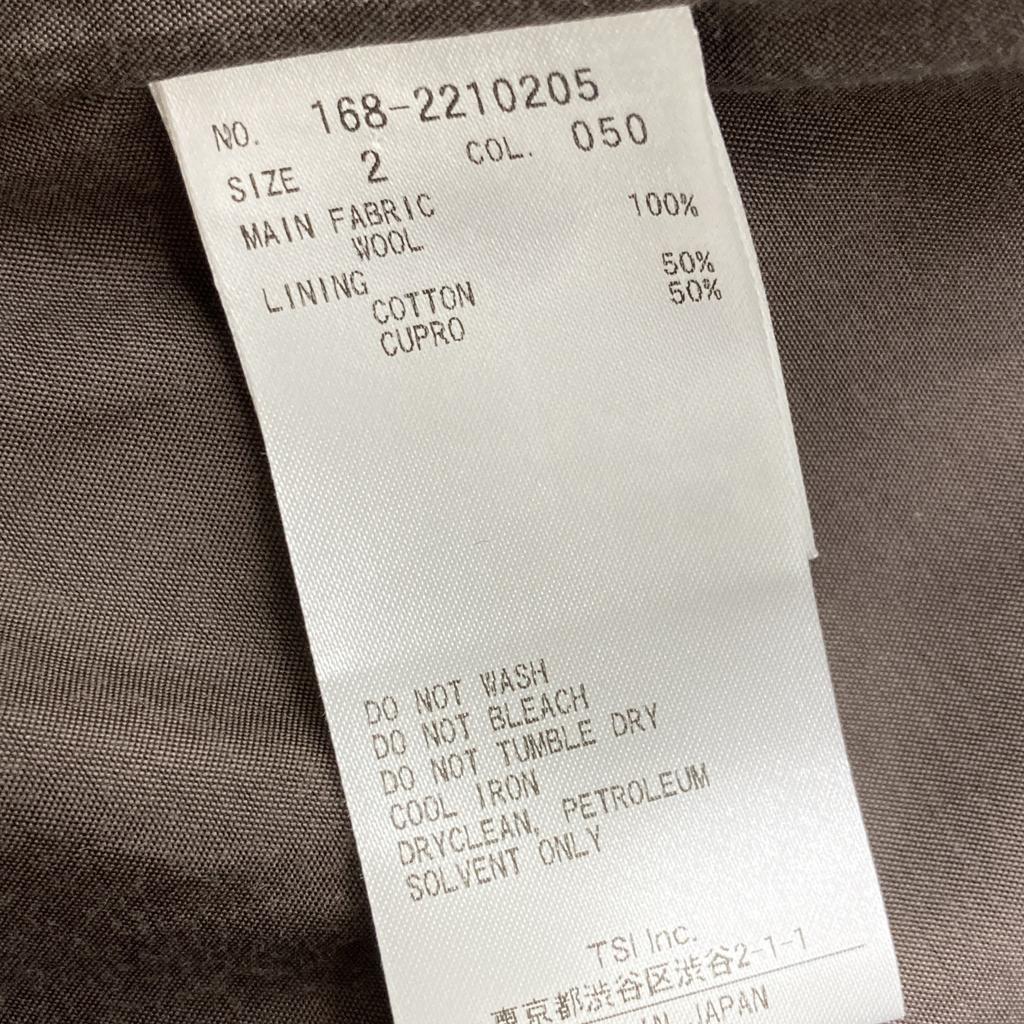 NO. 168-2210205
SIZE 2 COL. 050
MAIN FABRIC
WOOL 100%
LINING
COTTON 50%
CUPRO 50%
DO NOT WASH
DO NOT BLEACH
DO NOT TUMBLE DRY
COOL IRON
DRYCLEAN, PETROLEUM
SOLVENT ONLY
TSI Inc.
東京都渋谷区渋谷2-1-1
IN JAPAN